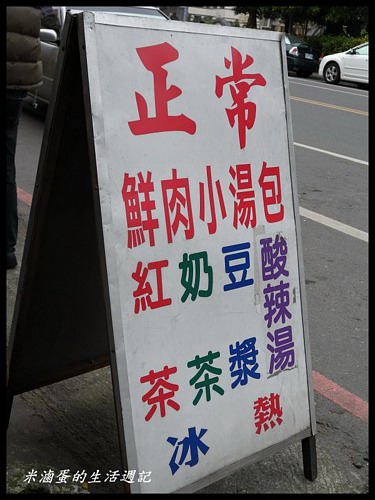 正常
鮮肉小湯包
紅茶
奶茶
豆漿
酸辣湯
冰
熱
米滷蛋的生活週記